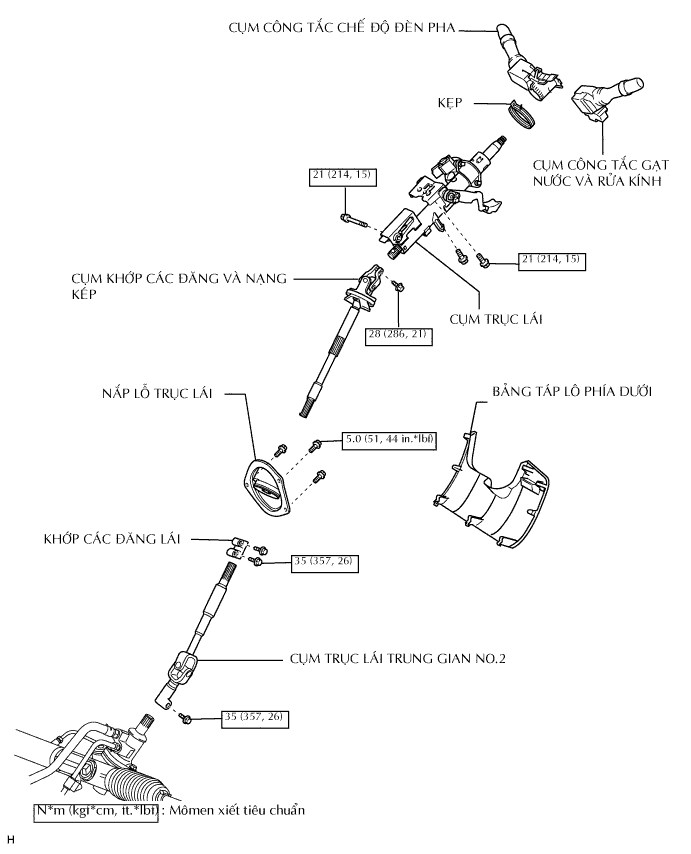 CỤM CÔNG TẮC CHẾ ĐỘ ĐÈN PHA
KẸP
CỤM CÔNG TẮC GẠT
NƯỚC VÀ RỬA KÍNH
21 (214, 15)
21 (214, 15)
CỤM KHỚP CÁC ĐĂNG VÀ NẠNG
KÉP
CỤM TRỤC LÁI
28 (286, 21)
NẮP LỖ TRỤC LÁI
BẢNG TÁP LÔ PHÍA DƯỚI
5.0 (51, 44 in.*lbf)
KHỚP CÁC ĐĂNG LÁI
35 (357, 26)
CỤM TRỤC LÁI TRUNG GIAN NO.2
35 (357, 26)
N*m (kgf*cm, ft.*lbf) : Mômen xiết tiêu chuẩn
H